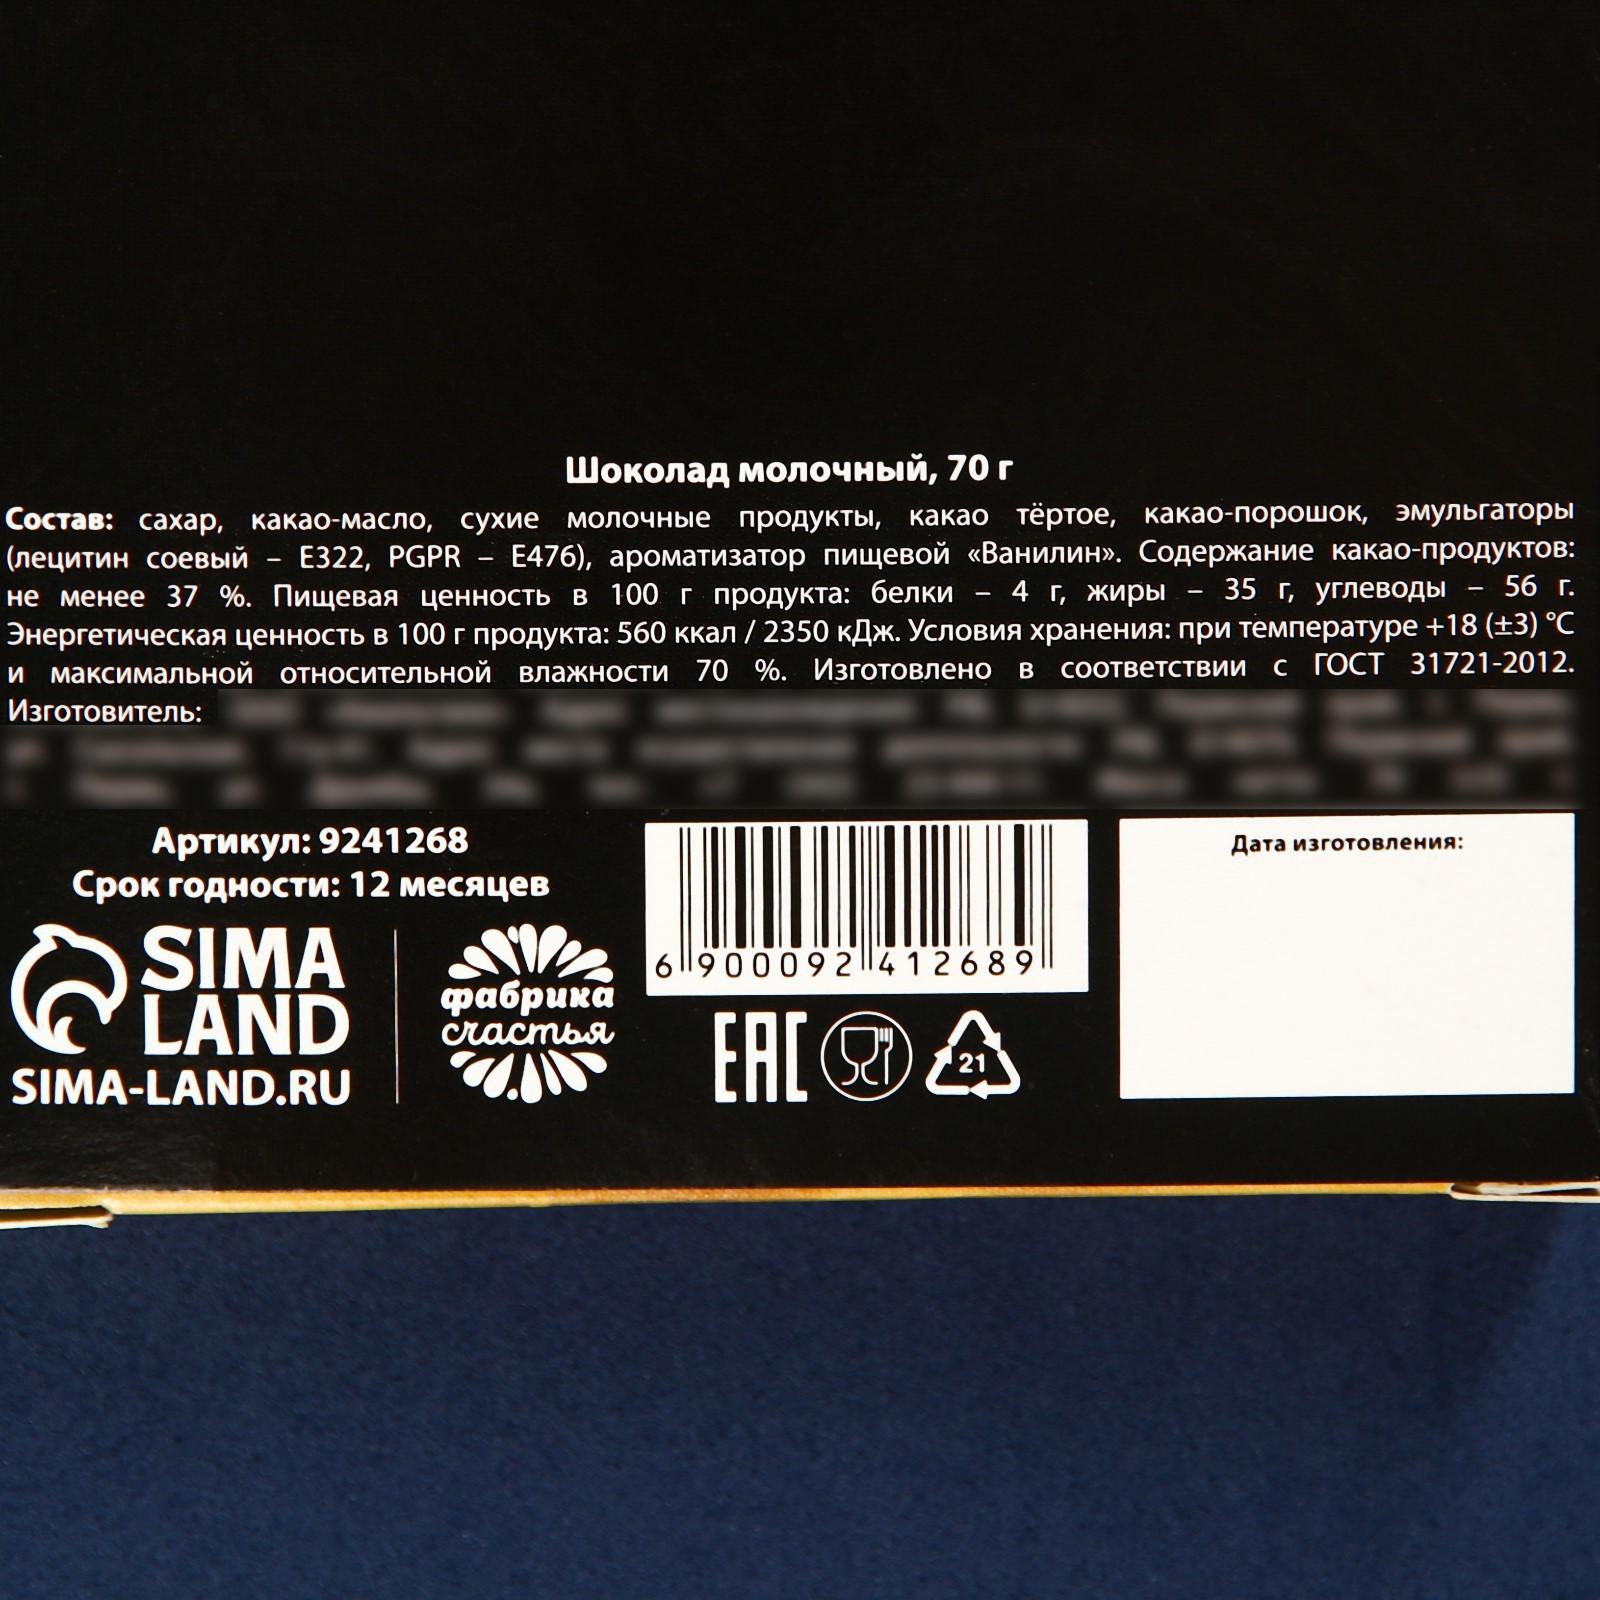 Шоколад молочный, 70 г
Состав: сахар, какао-масло, сухие молочные продукты, какао тёртое, какао-порошок, эмульгаторы
(лецитин соевый – Е322, PGPR – Е476), ароматизатор пищевой «Ванилин». Содержание какао-продуктов:
не менее 37 %. Пищевая ценность в 100 г продукта: белки – 4 г, жиры – 35 г, углеводы – 56 г.
Энергетическая ценность в 100 г продукта: 560 ккал / 2350 кДж. Условия хранения: при температуре +18 (±3) °С
и максимальной относительной влажности 70 %. Изготовлено в соответствии с ГОСТ 31721-2012.
Изготовитель:
Артикул: 9241268
Срок годности: 12 месяцев
SIMA
LAND
SIMA-LAND.RU
фабрика
счастья
6 900092 412689
EAC
21
Дата изготовления: